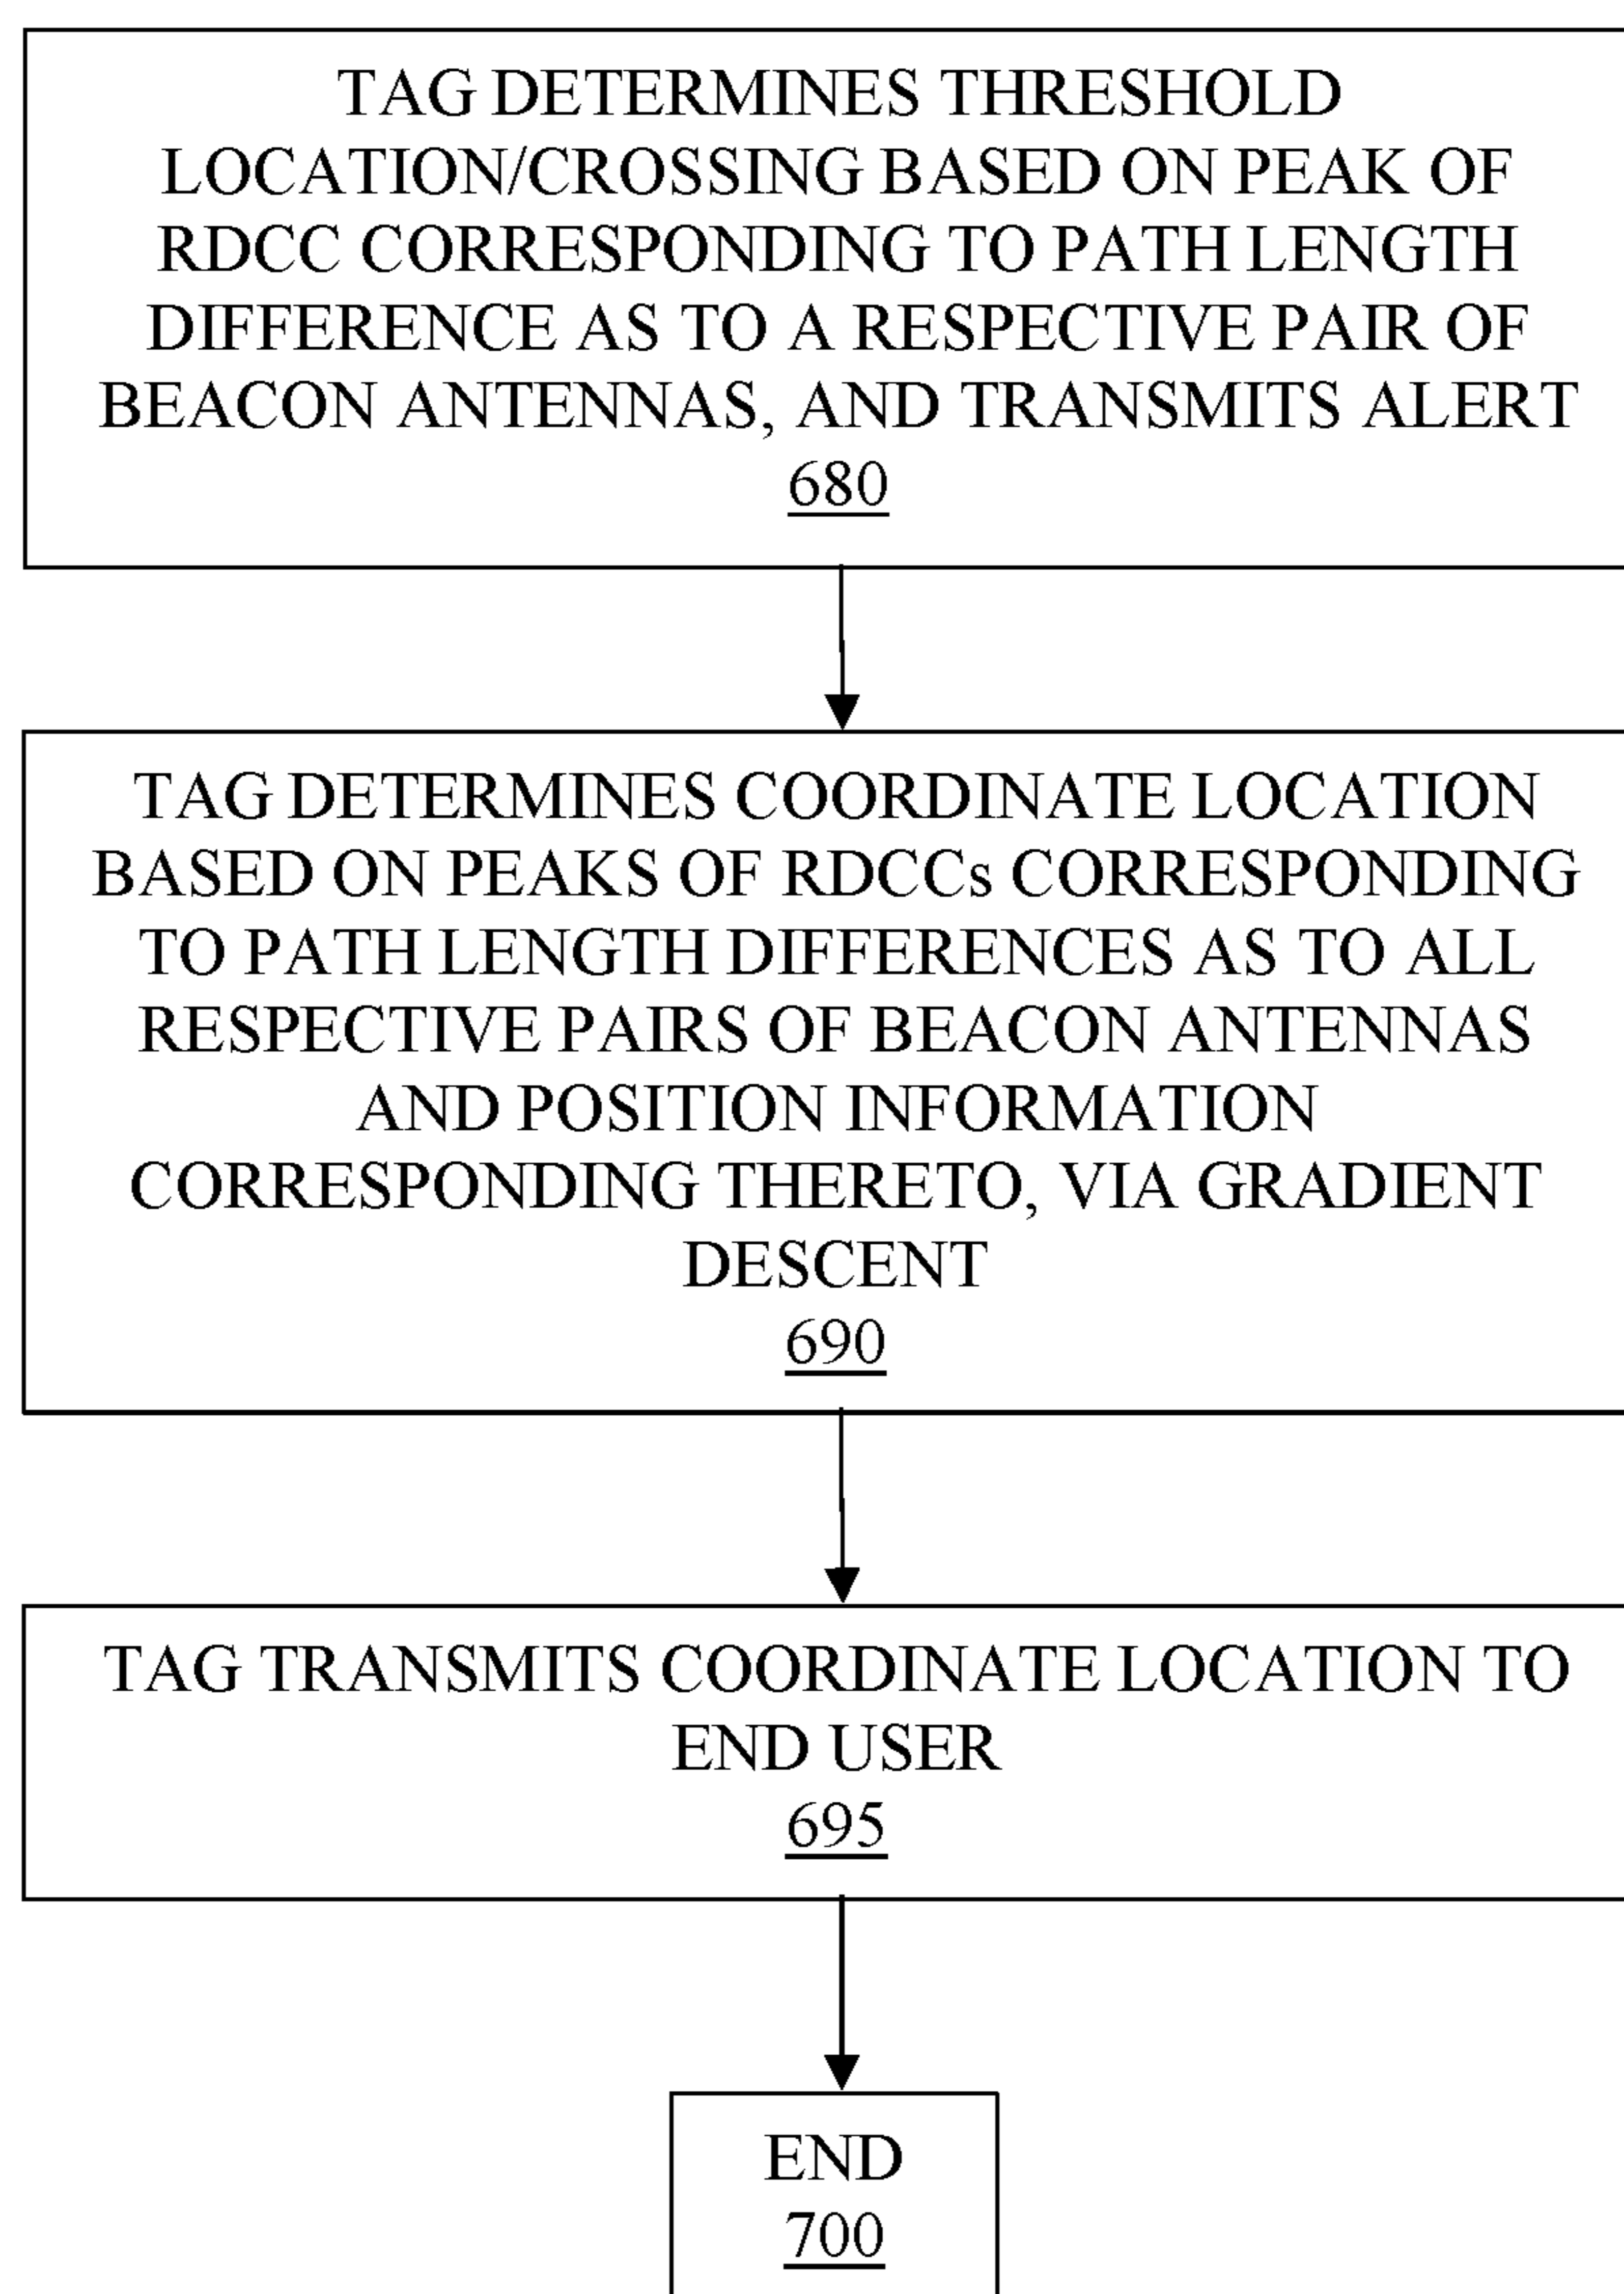 TAG DETERMINES THRESHOLD
LOCATION/CROSSING BASED ON PEAK OF
RDCC CORRESPONDING TO PATH LENGTH
DIFFERENCE AS TO A RESPECTIVE PAIR OF
BEACON ANTENNAS, AND TRANSMITS ALERT
680
TAG DETERMINES COORDINATE LOCATION
BASED ON PEAKS OF RDCCs CORRESPONDING
TO PATH LENGTH DIFFERENCES AS TO ALL
RESPECTIVE PAIRS OF BEACON ANTENNAS
AND POSITION INFORMATION
CORRESPONDING THERETO, VIA GRADIENT
DESCENT
690
TAG TRANSMITS COORDINATE LOCATION TO
END USER
695
END
700